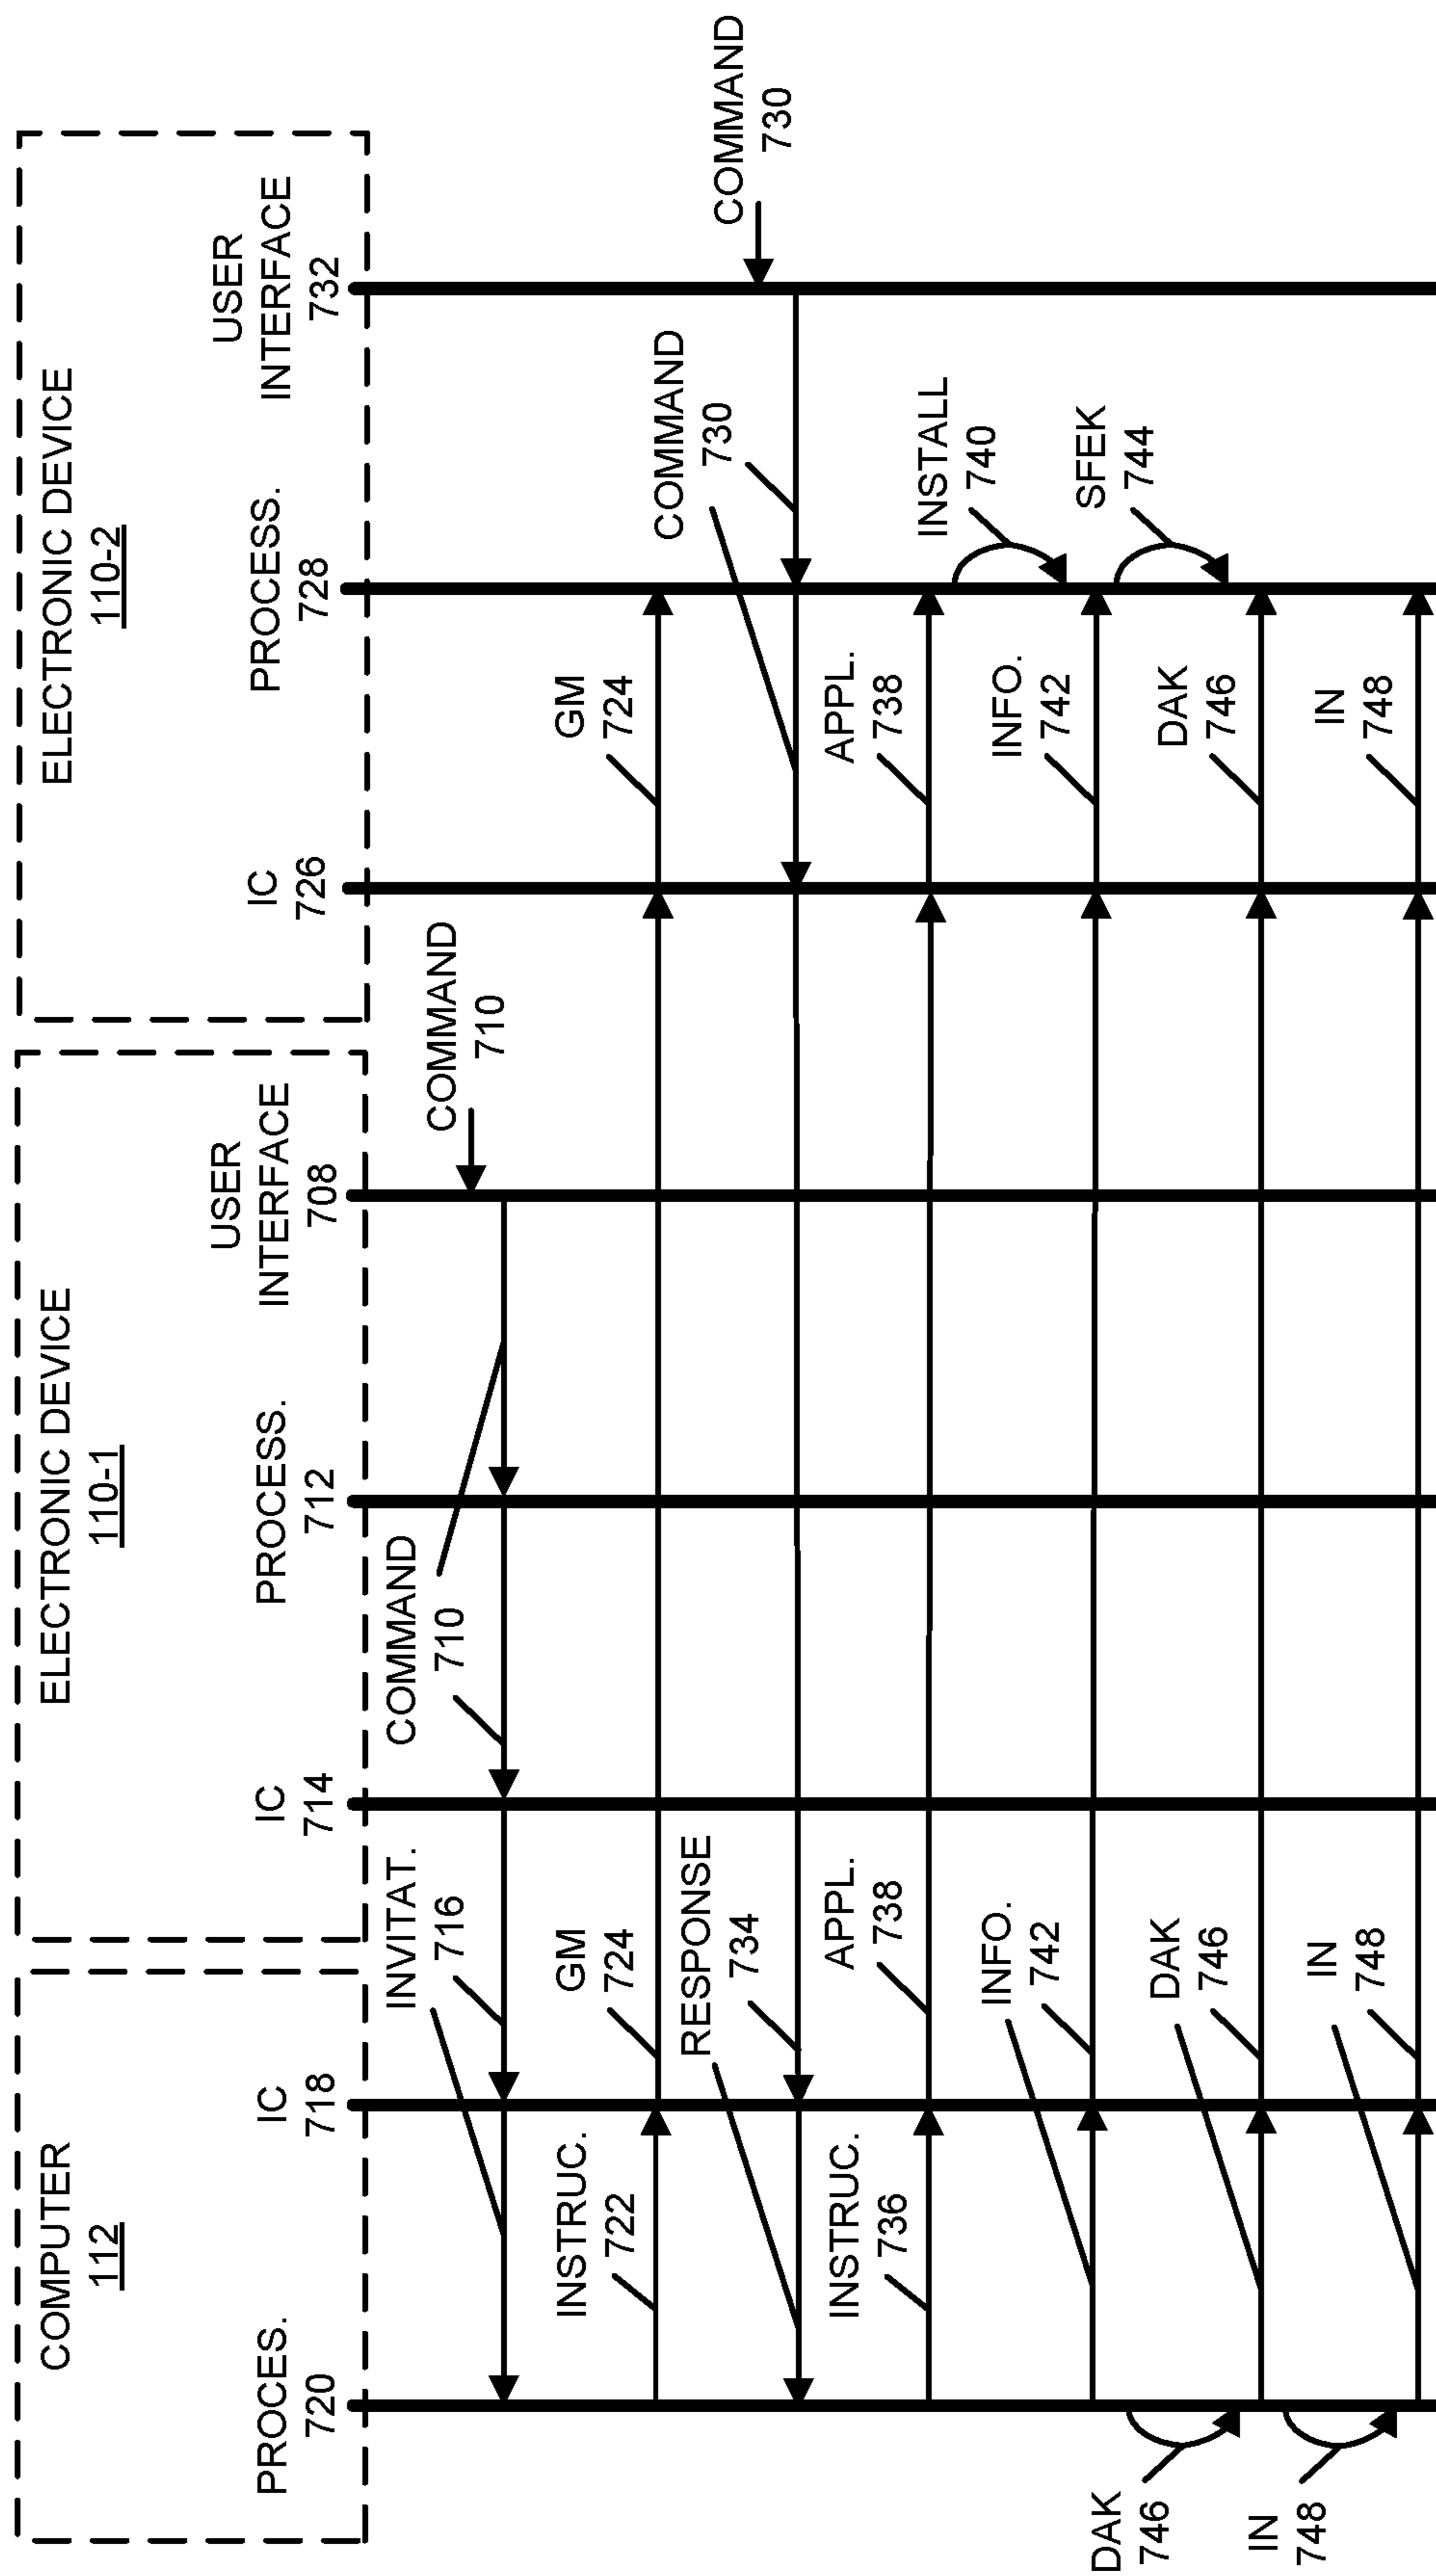 COMPUTER
112
ELECTRONIC DEVICE
110-1
ELECTRONIC DEVICE
110-2
PROCES.
720
IC
718
IC
714
PROCESS.
712
USER
INTERFACE
708
IC
726
PROCESS.
728
USER
INTERFACE
732
INVITAT.
716
COMMAND
710
COMMAND
710
INSTRUC.
722
GM
724
GM
724
RESPONSE
734
COMMAND
730
COMMAND
730
INSTRUC.
736
APPL.
738
APPL.
738
INSTALL
740
INFO.
742
INFO.
742
SFEK
744
DAK
746
DAK
746
DAK
746
IN
748
IN
748
IN
748